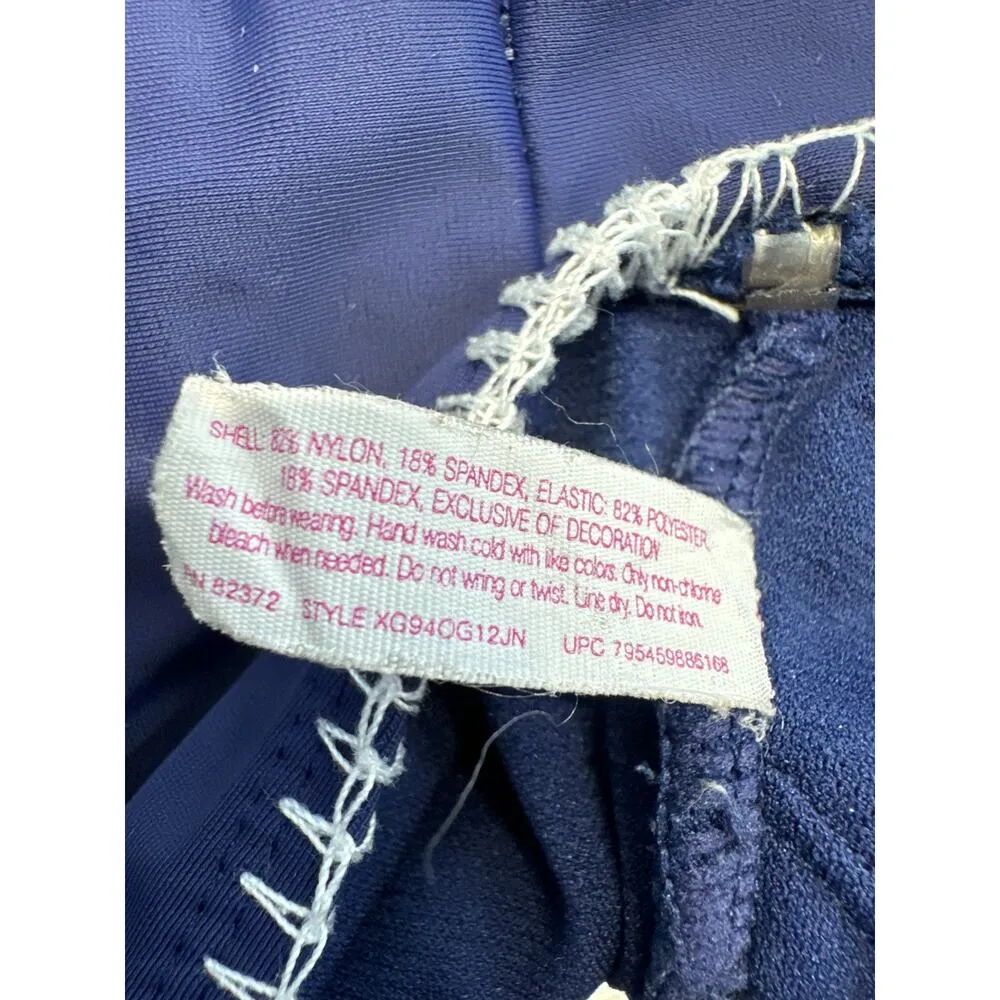 SHELL 82% NYLON, 18% SPANDEX, ELASTIC: 82% POLYESTER,
18% SPANDEX, EXCLUSIVE OF DECORATION
Wash before wearing. Hand wash cold with like colors. Only non-chlorine
bleach when needed. Do not wring or twist. Line dry. Do not iron.
RN 82372 STYLE XG94OG12JN UPC 795459886168